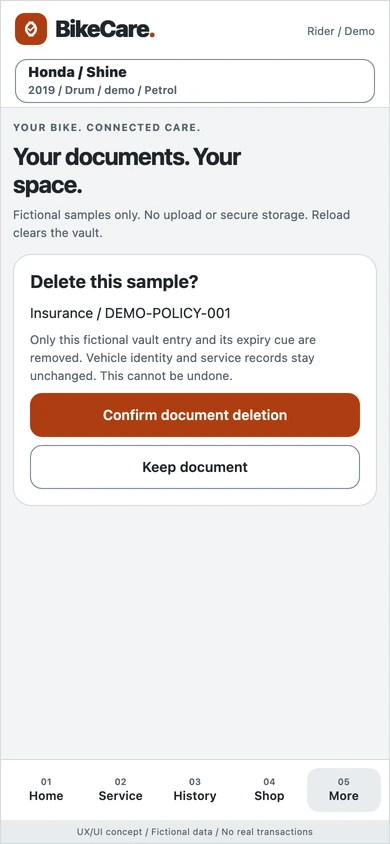 BikeCare.
Rider / Demo
Honda / Shine
2019 / Drum / demo / Petrol
YOUR BIKE. CONNECTED CARE.
Your documents. Your
space.
Fictional samples only. No upload or secure storage. Reload
clears the vault.
Delete this sample?
Insurance / DEMO-POLICY-001
Only this fictional vault entry and its expiry cue are
removed. Vehicle identity and service records stay
unchanged. This cannot be undone.
Confirm document deletion
Keep document
01 02 03 04 05
Home Service History Shop More
UX/UI concept / Fictional data / No real transactions